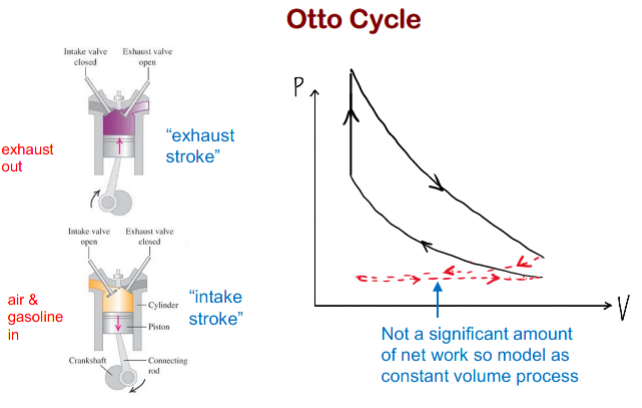 Otto Cycle
Intake valve
closed
Exhaust valve
open
exhaust
out
“exhaust
stroke”
Intake valve
open
Exhaust valve
closed
air &
gasoline
in
“intake
stroke”
Cylinder
Piston
Crankshaft
Connecting
rod
P
V
Not a significant amount
of net work so model as
constant volume process